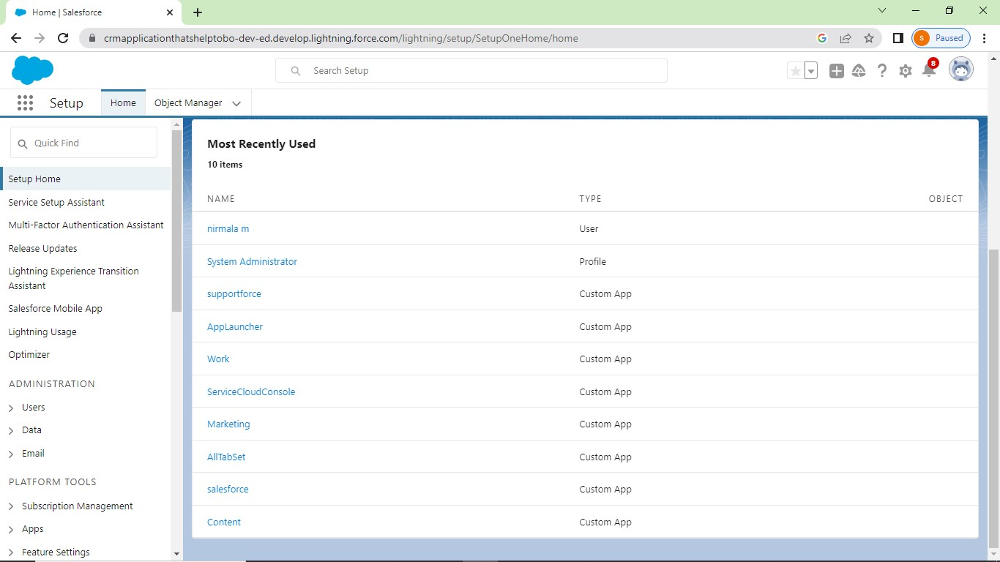 Home | Salesforce
crmapplicationthatshelptobo-dev-ed.develop.lightning.force.com/lightning/setup/SetupOneHome/home
S Paused
Search Setup
8
Setup Home Object Manager
Quick Find
Setup Home
Service Setup Assistant
Multi-Factor Authentication Assistant
Release Updates
Lightning Experience Transition
Assistant
Salesforce Mobile App
Lightning Usage
Optimizer
ADMINISTRATION
Users
Data
Email
PLATFORM TOOLS
Subscription Management
Apps
Feature Settings
Most Recently Used
10 items
NAME TYPE OBJECT
nirmala m User
System Administrator Profile
supportforce Custom App
AppLauncher Custom App
Work Custom App
ServiceCloudConsole Custom App
Marketing Custom App
AllTabSet Custom App
salesforce Custom App
Content Custom App